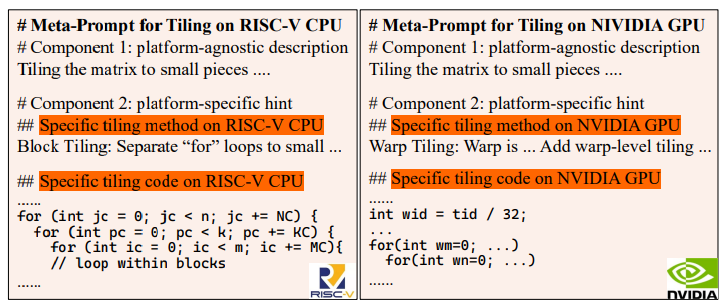 # Meta-Prompt for Tiling on RISC-V CPU
# Component 1: platform-agnostic description
Tiling the matrix to small pieces ....
# Component 2: platform-specific hint
## Specific tiling method on RISC-V CPU
Block Tiling: Separate “for” loops to small ...
## Specific tiling code on RISC-V CPU
......
for (int jc = 0; jc < n; jc += NC) {
for (int pc = 0; pc < k; pc += KC) {
for (int ic = 0; ic < m; ic += MC){
// loop within blocks
......
RISC-V
# Meta-Prompt for Tiling on NIVIDIA GPU
# Component 1: platform-agnostic description
Tiling the matrix to small pieces ....
# Component 2: platform-specific hint
## Specific tiling method on NVIDIA GPU
Warp Tiling: Warp is ... Add warp-level tiling ...
## Specific tiling code on NVIDIA GPU
......
int wid = tid / 32;
...
for(int wm=0; ...)
for(int wn=0; ...)
......
NVIDIA